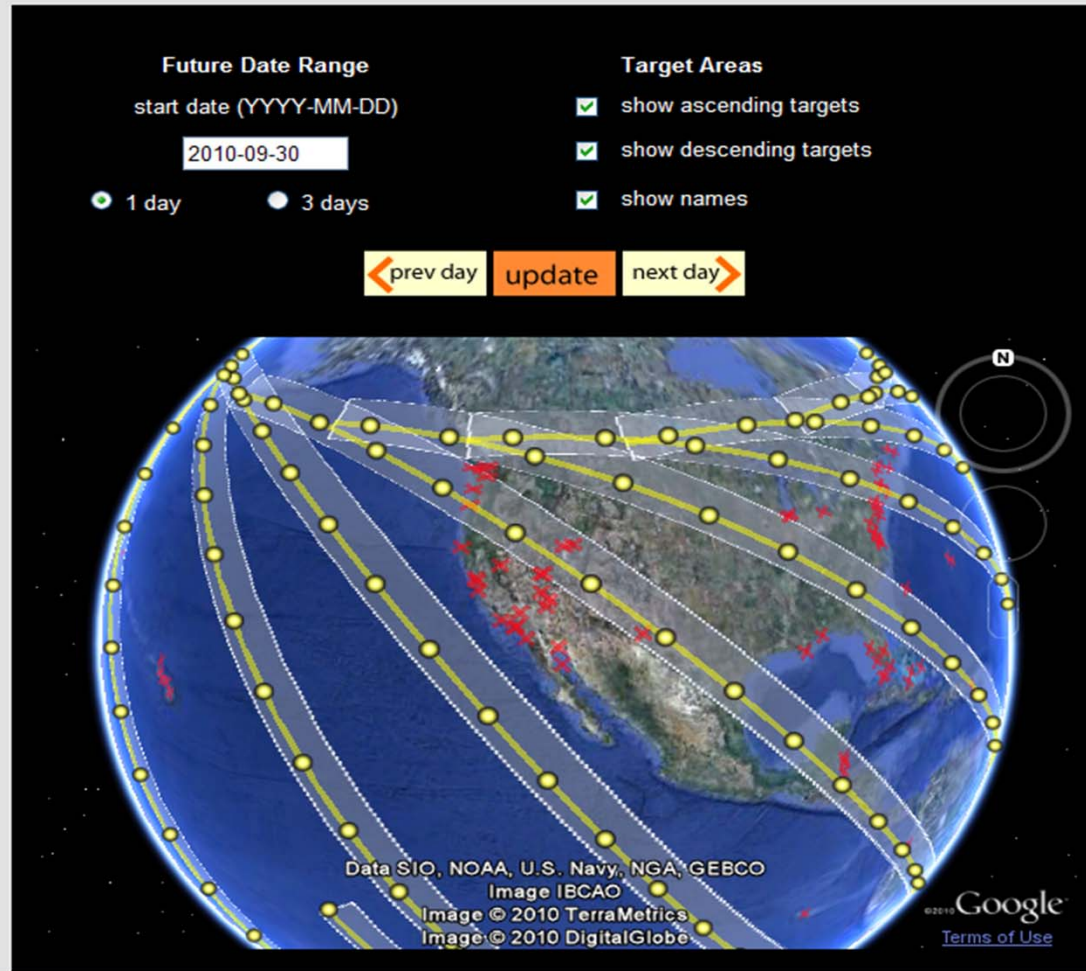 Future Date Range
start date (YYYY-MM-DD)
2010-09-30
1 day
3 days
Target Areas
show ascending targets
show descending targets
show names
prev day
update
next day
N
Data SIO, NOAA, U.S. Navy, NGA, GEBCO
Image IBCAO
Image © 2010 TerraMetrics
Image © 2010 DigitalGlobe
©2010 Google
Terms of Use